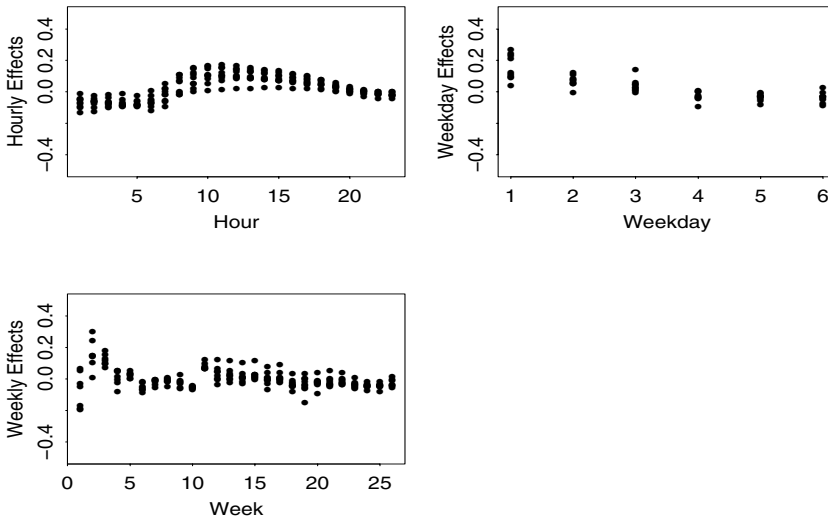 Hourly Effects
−0.4 0.0 0.2 0.4
5 10 15 20
Hour
Weekday Effects
−0.4 0.0 0.2 0.4
1 2 3 4 5 6
Weekday
Weekly Effects
−0.4 0.0 0.2 0.4
0 5 10 15 20 25
Week